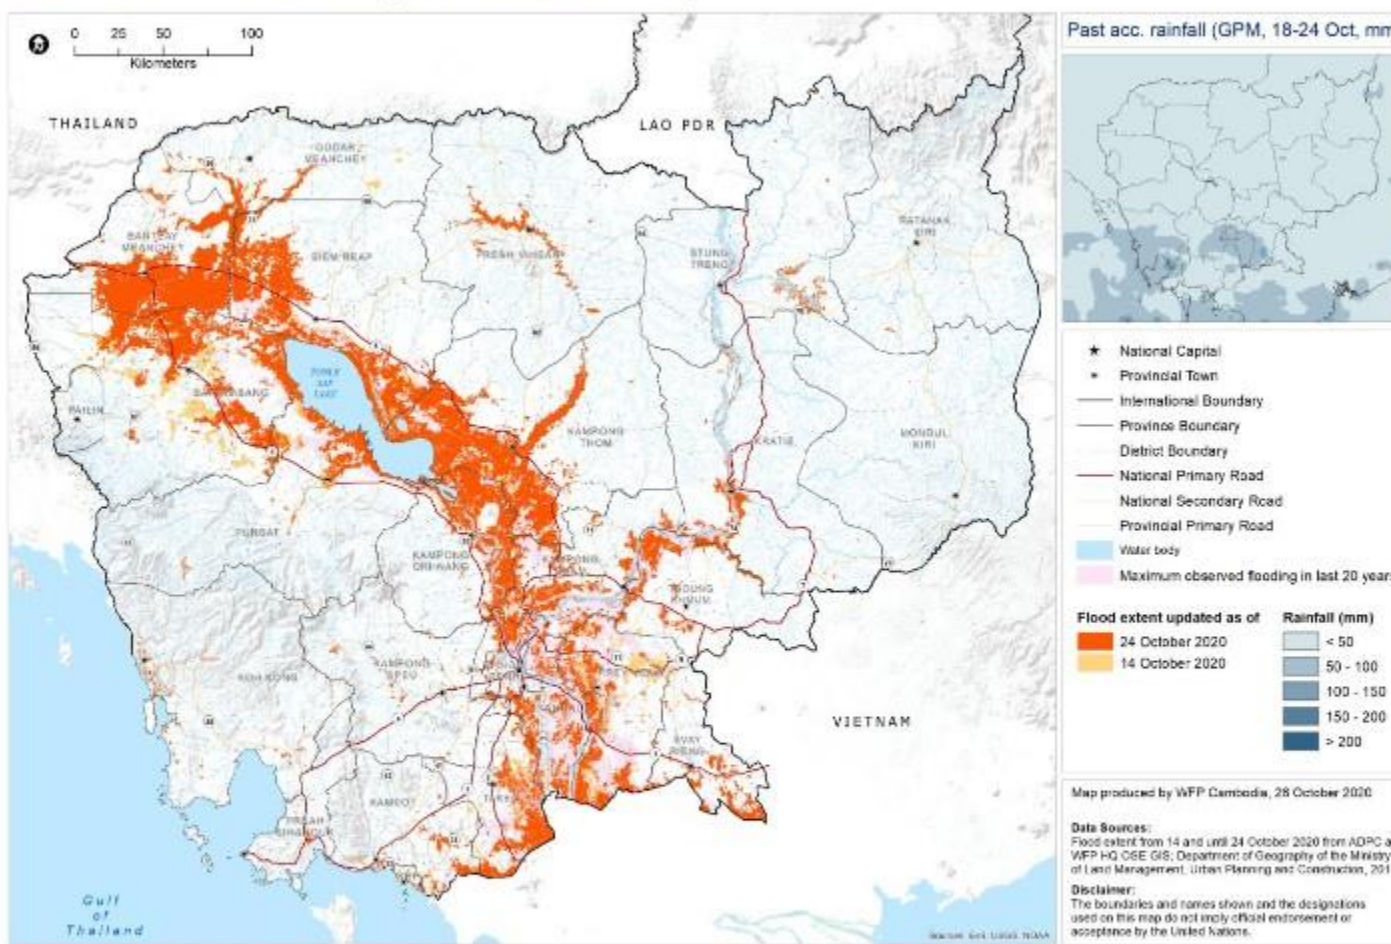 0 25 50 100
Kilometers
THAILAND
LAO PDR
ODDAR
MEANCHEY
BANTEAY
MEANCHEY
SIEM REAP
PREAH VIHEAR
STUNG
TRENG
RATANAK
KIRI
TONLE
SAP
LAKE
BATTAMBANG
PAILIN
KAMPONG
THOM
KRATIE
MONDUL
KIRI
PURSAT
KAMPONG
CHHNANG
KAMPONG
CHAM
TBOUNG
KHMUM
KAMPONG
SPEU
KOH KONG
SVAY
RIENG
VIETNAM
KAMPOT
TAKEO
PREAH
SIHANOUK
Gulf
of
Thailand
Sources: Esri, USGS, NOAA
Past acc. rainfall (GPM, 18-24 Oct, mm
National Capital
Provincial Town
International Boundary
Province Boundary
District Boundary
National Primary Road
National Secondary Road
Provincial Primary Road
Water body
Maximum observed flooding in last 20 years
Flood extent updated as of
24 October 2020
14 October 2020
Rainfall (mm)
< 50
50 - 100
100 - 150
150 - 200
> 200
Map produced by WFP Cambodia, 28 October 2020
Data Sources:
Flood extent from 14 and until 24 October 2020 from ADPC a
WFP HQ OSE GIS; Department of Geography of the Ministry
of Land Management, Urban Planning and Construction, 201
Disclaimer:
The boundaries and names shown and the designations
used on this map do not imply official endorsement or
acceptance by the United Nations.